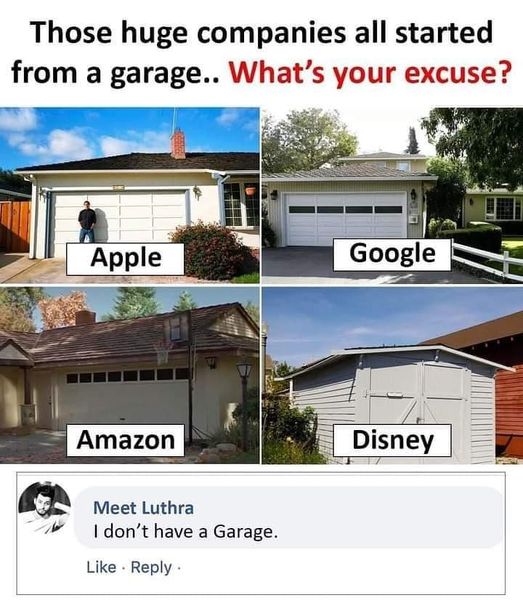 Those huge companies all started
from a garage.. What's your excuse?
Apple
Google
Amazon
Disney
Meet Luthra
I don't have a Garage.
Like · Reply ·